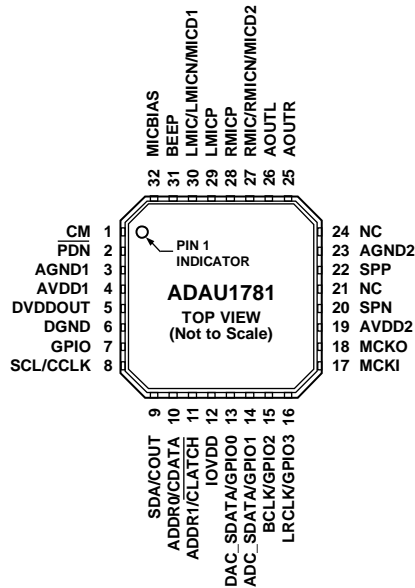 32 MICBIAS
31 BEEP
30 LMIC/LMICN/MICD1
29 LMICP
28 RMICP
27 RMIC/RMICN/MICD2
26 AOUTL
25 AOUTR
CM 1
PDN 2
AGND1 3
AVDD1 4
DVDDOUT 5
DGND 6
GPIO 7
SCL/CCLK 8
PIN 1
INDICATOR
ADAU1781
TOP VIEW
(Not to Scale)
24 NC
23 AGND2
22 SPP
21 NC
20 SPN
19 AVDD2
18 MCKO
17 MCKI
SDA/COUT 9
ADDR0/CDATA 10
ADDR1/CLATCH 11
IOVDD 12
DAC_SDATA/GPIO0 13
ADC_SDATA/GPIO1 14
BCLK/GPIO2 15
LRCLK/GPIO3 16